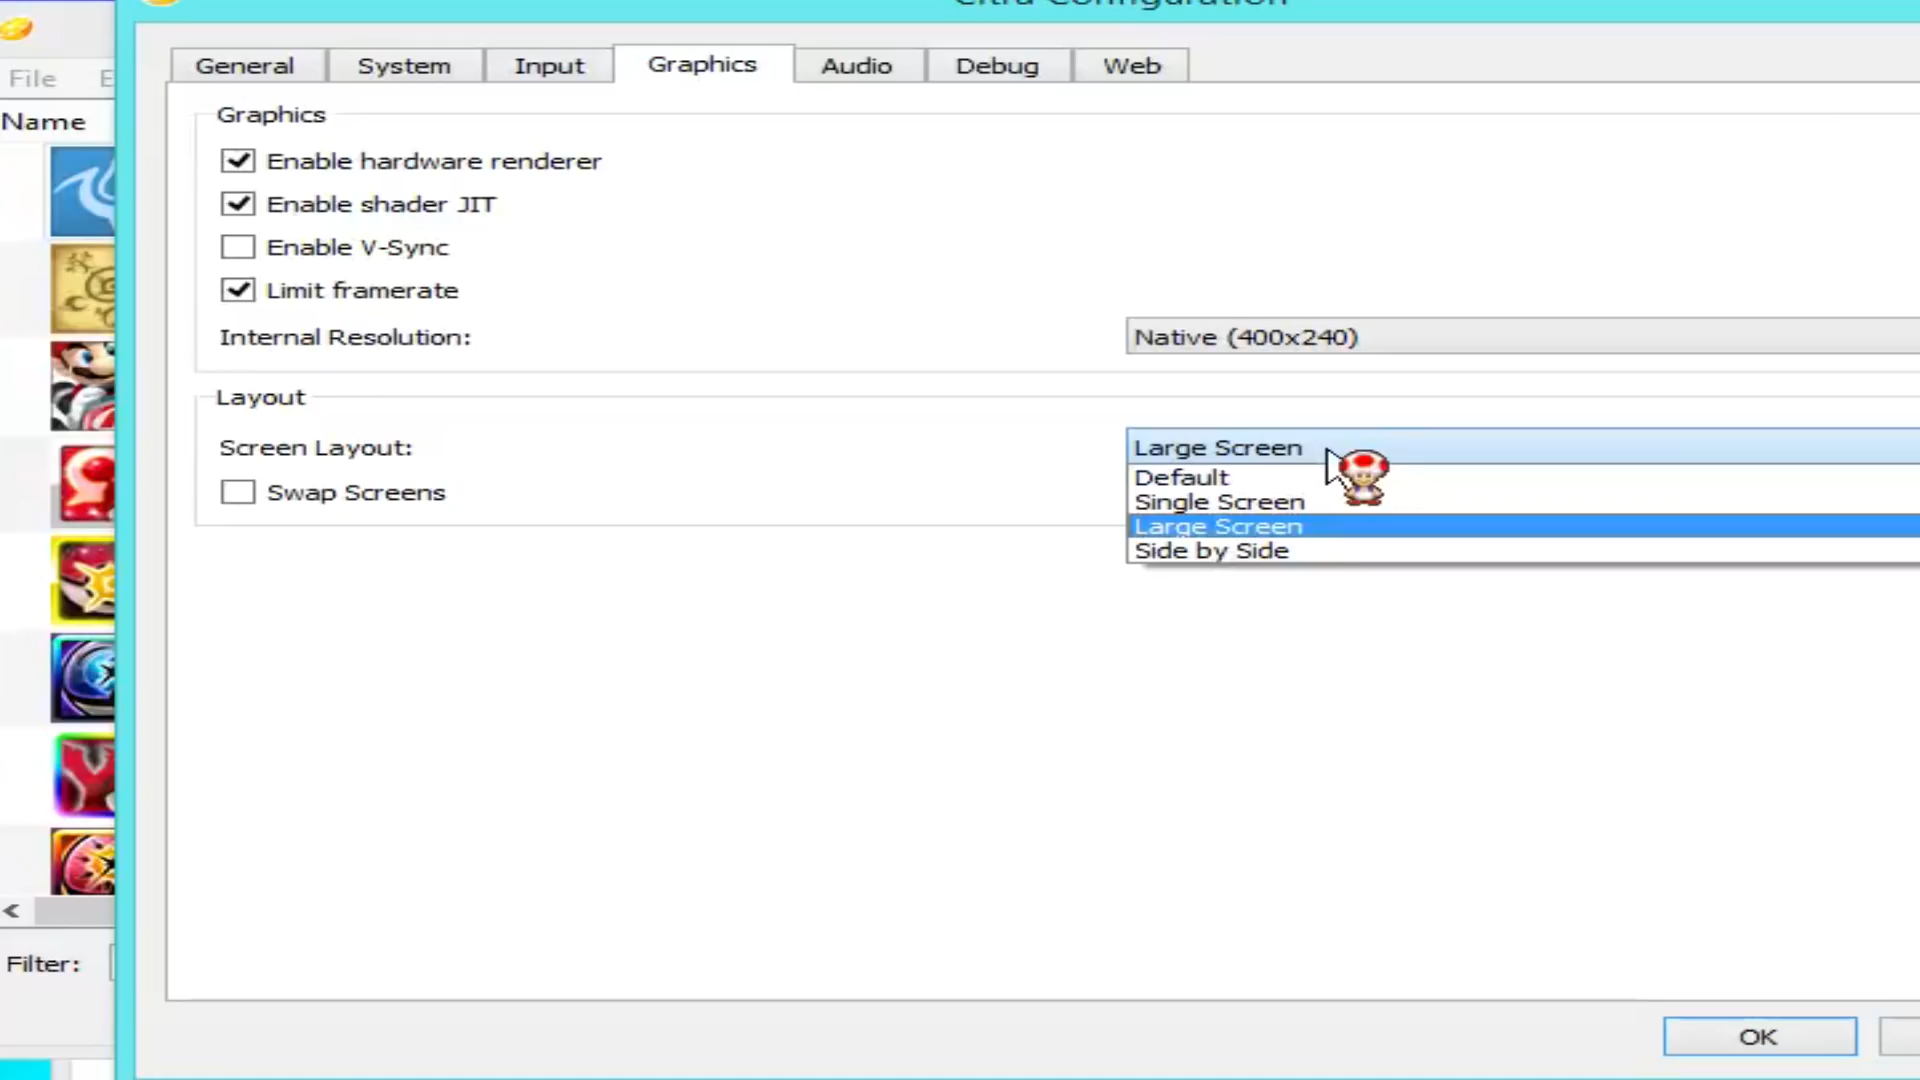 Citra Configuration
File E
Name
General System Input Graphics Audio Debug Web
Graphics
Enable hardware renderer
Enable shader JIT
Enable V-Sync
Limit framerate
Internal Resolution: Native (400x240)
Layout
Screen Layout: Large Screen
Default
Swap Screens
Single Screen
Large Screen
Side by Side
Filter:
OK